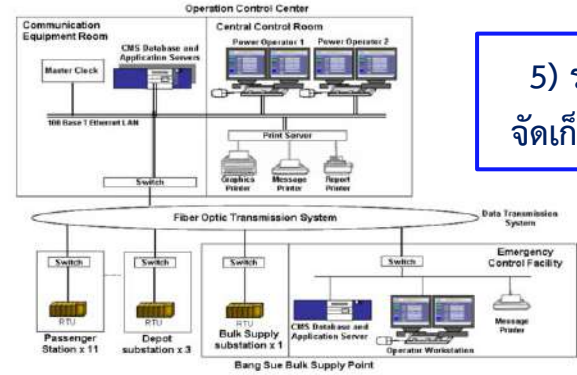 Operation Control Center
Communication
Equipment Room
Central Control Room
CMS Database and
Application Servers
Power Operator 1
Power Operator 2
Master Clock
100 Base T Ethernet LAN
Print Server
Graphics
Printer
Message
Printer
Report
Printer
Switch
Fiber Optic Transmission System
Data Transmission
System
Switch
Switch
Switch
Switch
Emergency
Control Facility
RTU
RTU
RTU
Passenger
Station x 11
Depot
substation x 3
Bulk Supply
substation x 1
CMS Database and
Application Server
Operator Workstation
Message
Printer
Bang Sue Bulk Supply Point
5)
จัดเก็